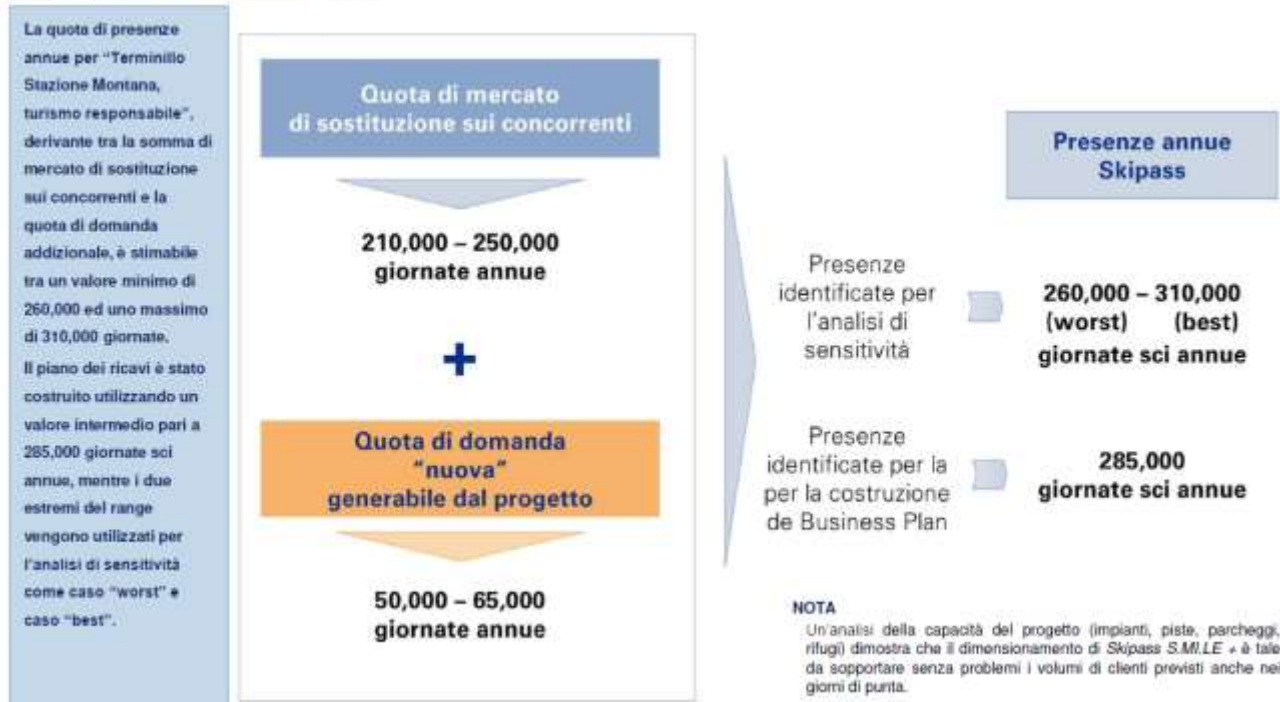 La quota di presenze
annue per "Terminillo
Stazione Montana,
turismo responsabile",
derivante tra la somma di
mercato di sostituzione
sui concorrenti e la
quota di domanda
addizionale, è stimabile
tra un valore minimo di
260,000 ed uno massimo
di 310,000 giornate.
Il piano dei ricavi è stato
costruito utilizzando un
valore intermedio pari a
285,000 giornate sci
annue, mentre i due
estremi del range
vengono utilizzati per
l'analisi di sensitività
come caso "worst" e
caso "best".
Quota di mercato
di sostituzione sui concorrenti
210,000 – 250,000
giornate annue
+
Quota di domanda
"nuova"
generabile dal progetto
50,000 – 65,000
giornate annue
Presenze annue
Skipass
Presenze
identificate per
l'analisi di
sensitività
260,000 – 310,000
(worst) (best)
giornate sci annue
Presenze
identificate per la
per la costruzione
de Business Plan
285,000
giornate sci annue
NOTA
Un'analisi della capacità del progetto (impianti, piste, parcheggi,
rifugi) dimostra che il dimensionamento di Skipass S.MI.LE + è tale
da sopportare senza problemi i volumi di clienti previsti anche nei
giorni di punta.